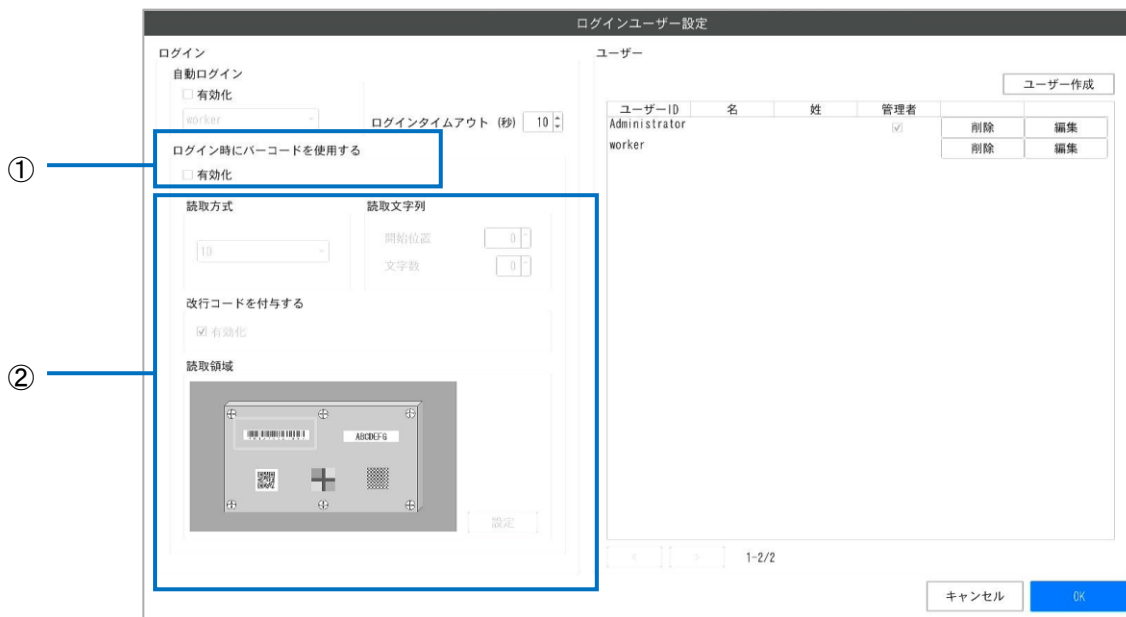 ログインユーザー設定
ログイン
自動ログイン
有効化
worker
ログインタイムアウト (秒) 10
① ログイン時にバーコードを使用する
有効化
②
読取方式
1D
読取文字列
開始位置 0
文字数 0
改行コードを付与する
有効化
読取領域
ABCDEFG
設定
ユーザー
ユーザー作成
ユーザーID 名 姓 管理者
Administrator 削除 編集
worker 削除 編集
< > 1-2/2
キャンセル OK